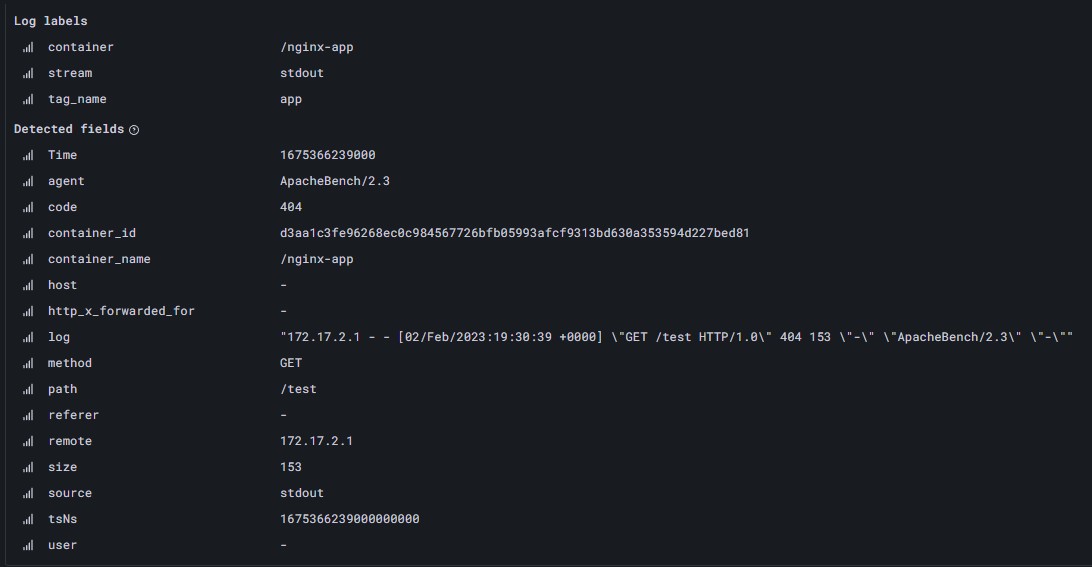 Log labels
container /nginx-app
stream stdout
tag_name app
Detected fields
Time 1675366239000
agent ApacheBench/2.3
code 404
container_id d3aa1c3fe96268ec0c984567726bfb05993afcf9313bd630a353594d227bed81
container_name /nginx-app
host -
http_x_forwarded_for -
log "172.17.2.1 - - [02/Feb/2023:19:30:39 +0000] \"GET /test HTTP/1.0\" 404 153 \"-\" \"ApacheBench/2.3\" \"-\""
method GET
path /test
referer -
remote 172.17.2.1
size 153
source stdout
tsNs 1675366239000000000
user -